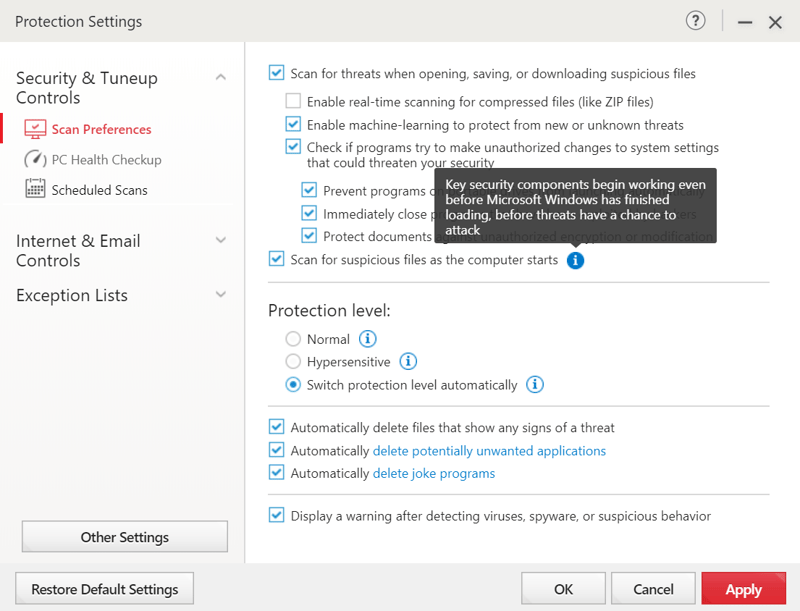 Protection Settings
?
Security & Tuneup
Controls
Scan Preferences
PC Health Checkup
Scheduled Scans
Internet & Email
Controls
Exception Lists
Other Settings
Scan for threats when opening, saving, or downloading suspicious files
Enable real-time scanning for compressed files (like ZIP files)
Enable machine-learning to protect from new or unknown threats
Check if programs try to make unauthorized changes to system settings
that could threaten your security
Prevent programs on
Immediately close pr
Protect documents against unauthorized encryption or modification
Key security components begin working even
before Microsoft Windows has finished
loading, before threats have a chance to
attack
Scan for suspicious files as the computer starts i
Protection level:
Normal i
Hypersensitive i
Switch protection level automatically i
Automatically delete files that show any signs of a threat
Automatically delete potentially unwanted applications
Automatically delete joke programs
Display a warning after detecting viruses, spyware, or suspicious behavior
Restore Default Settings
OK
Cancel
Apply